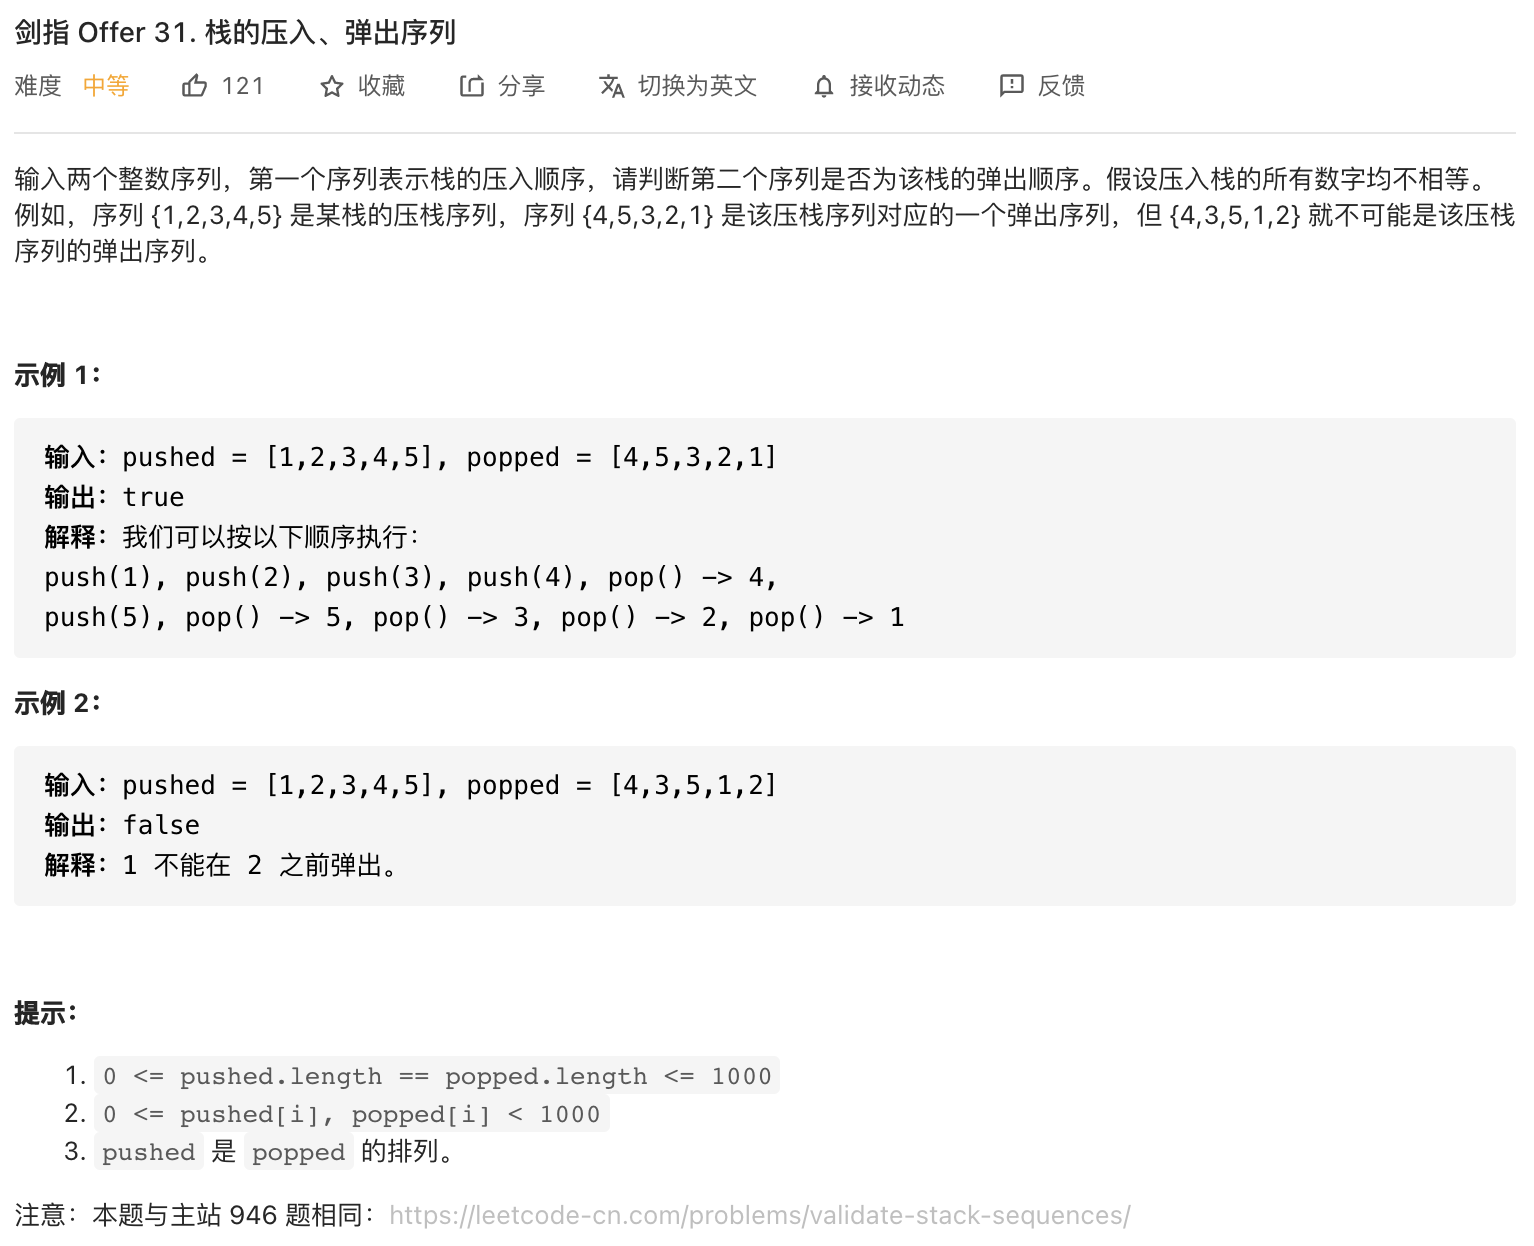 剑指 Offer 31. 栈的压入、弹出序列
难度 中等 121 收藏 分享 切换为英文 接收动态 反馈
输入两个整数序列，第一个序列表示栈的压入顺序，请判断第二个序列是否为该栈的弹出顺序。假设压入栈的所有数字均不相等。
例如，序列 {1,2,3,4,5} 是某栈的压栈序列，序列 {4,5,3,2,1} 是该压栈序列对应的一个弹出序列，但 {4,3,5,1,2} 就不可能是该压栈
序列的弹出序列。
示例 1：
输入：pushed = [1,2,3,4,5], popped = [4,5,3,2,1]
输出：true
解释：我们可以按以下顺序执行：
push(1), push(2), push(3), push(4), pop() -> 4,
push(5), pop() -> 5, pop() -> 3, pop() -> 2, pop() -> 1
示例 2：
输入：pushed = [1,2,3,4,5], popped = [4,3,5,1,2]
输出：false
解释：1 不能在 2 之前弹出。
提示：
1. 0 <= pushed.length == popped.length <= 1000
2. 0 <= pushed[i], popped[i] < 1000
3. pushed 是 popped 的排列。
注意：本题与主站 946 题相同：https://leetcode-cn.com/problems/validate-stack-sequences/